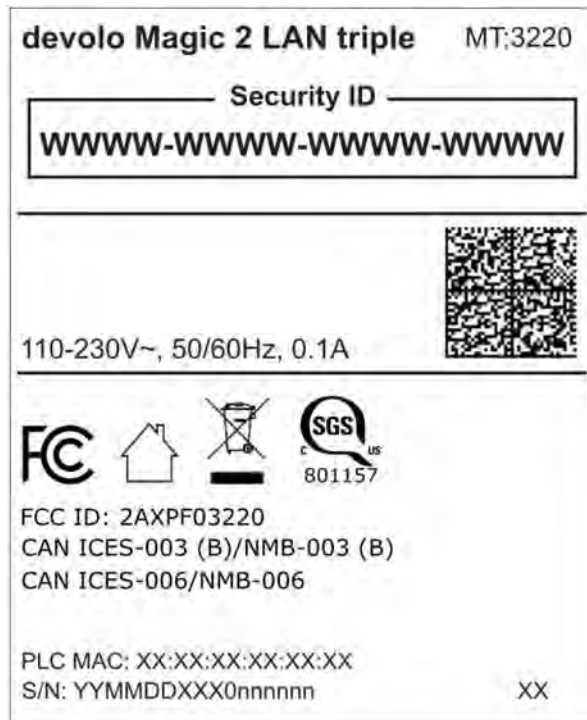 devolo Magic 2 LAN triple MT:3220
Security ID
WWWW-WWWW-WWWW-WWWW
110-230V~, 50/60Hz, 0.1A
FC
SGS
C US
801157
FCC ID: 2AXPF03220
CAN ICES-003 (B)/NMB-003 (B)
CAN ICES-006/NMB-006
PLC MAC: XX:XX:XX:XX:XX:XX
S/N: YYMMDDXXX0nnnnnn XX